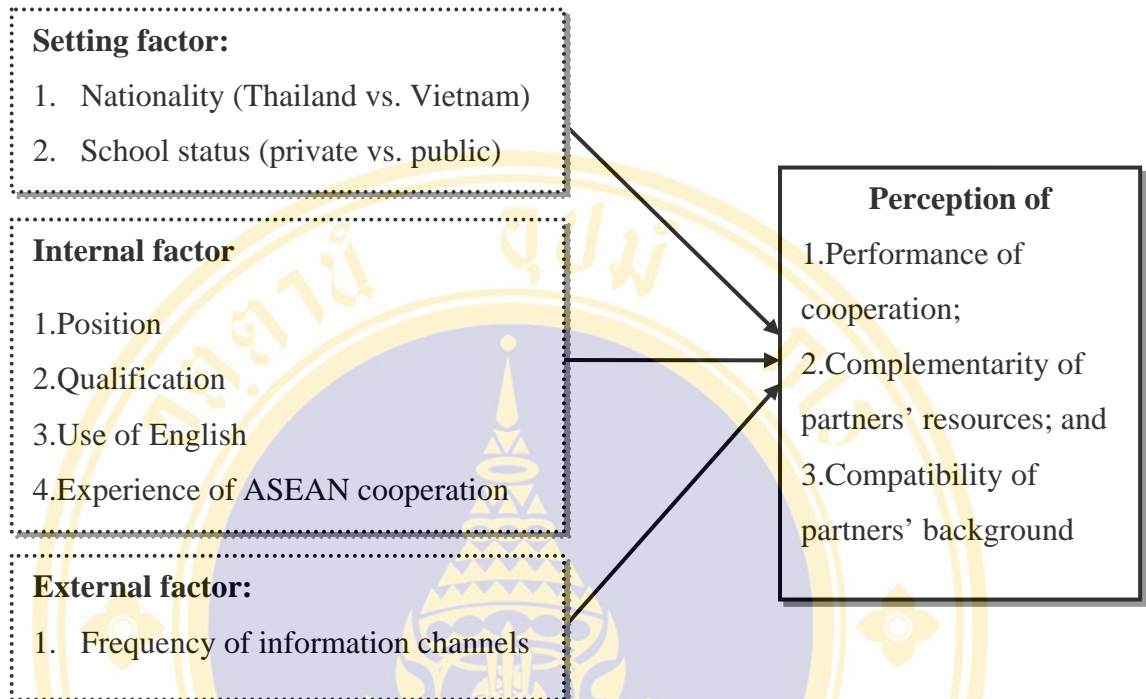 Setting factor:
1. Nationality (Thailand vs. Vietnam)
2. School status (private vs. public)
Internal factor
1.Position
2.Qualification
3.Use of English
4.Experience of ASEAN cooperation
External factor:
1. Frequency of information channels
Perception of
1.Performance of
cooperation;
2.Complementarity of
partners’ resources; and
3.Compatibility of
partners’ background